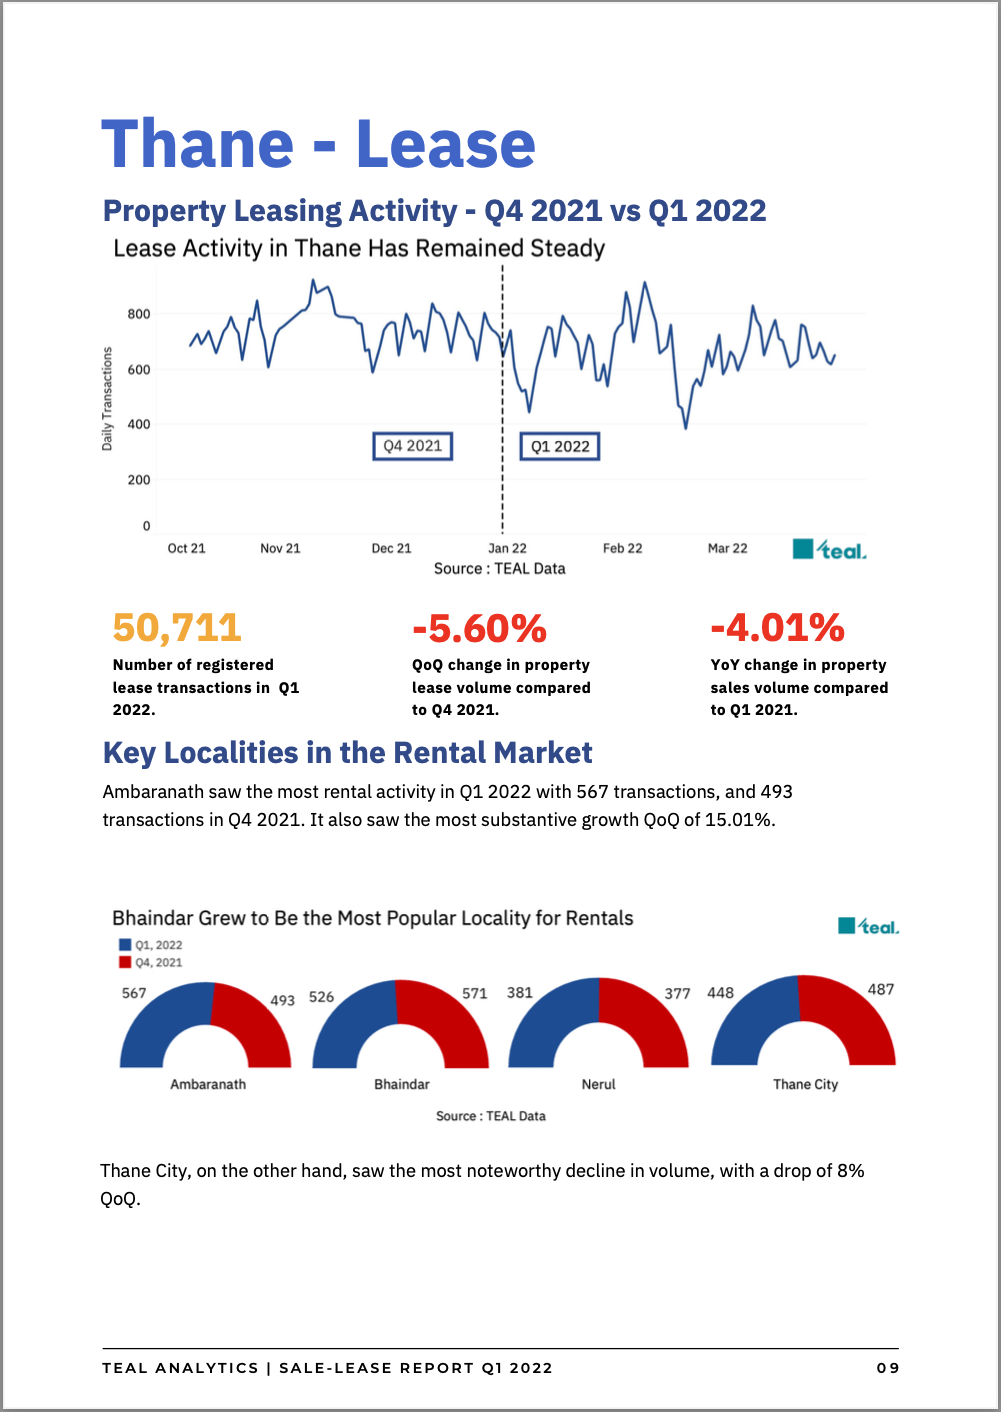 Thane - Lease
Property Leasing Activity - Q4 2021 vs Q1 2022
Lease Activity in Thane Has Remained Steady
Daily Transactions
800
600
400
200
0
Q4 2021
Q1 2022
Oct 21
Nov 21
Dec 21
Jan 22
Feb 22
Mar 22
teal.
Source : TEAL Data
50,711
Number of registered
lease transactions in Q1
2022.
-5.60%
QoQ change in property
lease volume compared
to Q4 2021.
-4.01%
YoY change in property
sales volume compared
to Q1 2021.
Key Localities in the Rental Market
Ambaranath saw the most rental activity in Q1 2022 with 567 transactions, and 493
transactions in Q4 2021. It also saw the most substantive growth QoQ of 15.01%.
Bhaindar Grew to Be the Most Popular Locality for Rentals
teal.
Q1, 2022
Q4, 2021
567
493
526
571
381
377
448
487
Ambaranath
Bhaindar
Nerul
Thane City
Source : TEAL Data
Thane City, on the other hand, saw the most noteworthy decline in volume, with a drop of 8%
QoQ.
TEAL ANALYTICS | SALE-LEASE REPORT Q1 2022
09